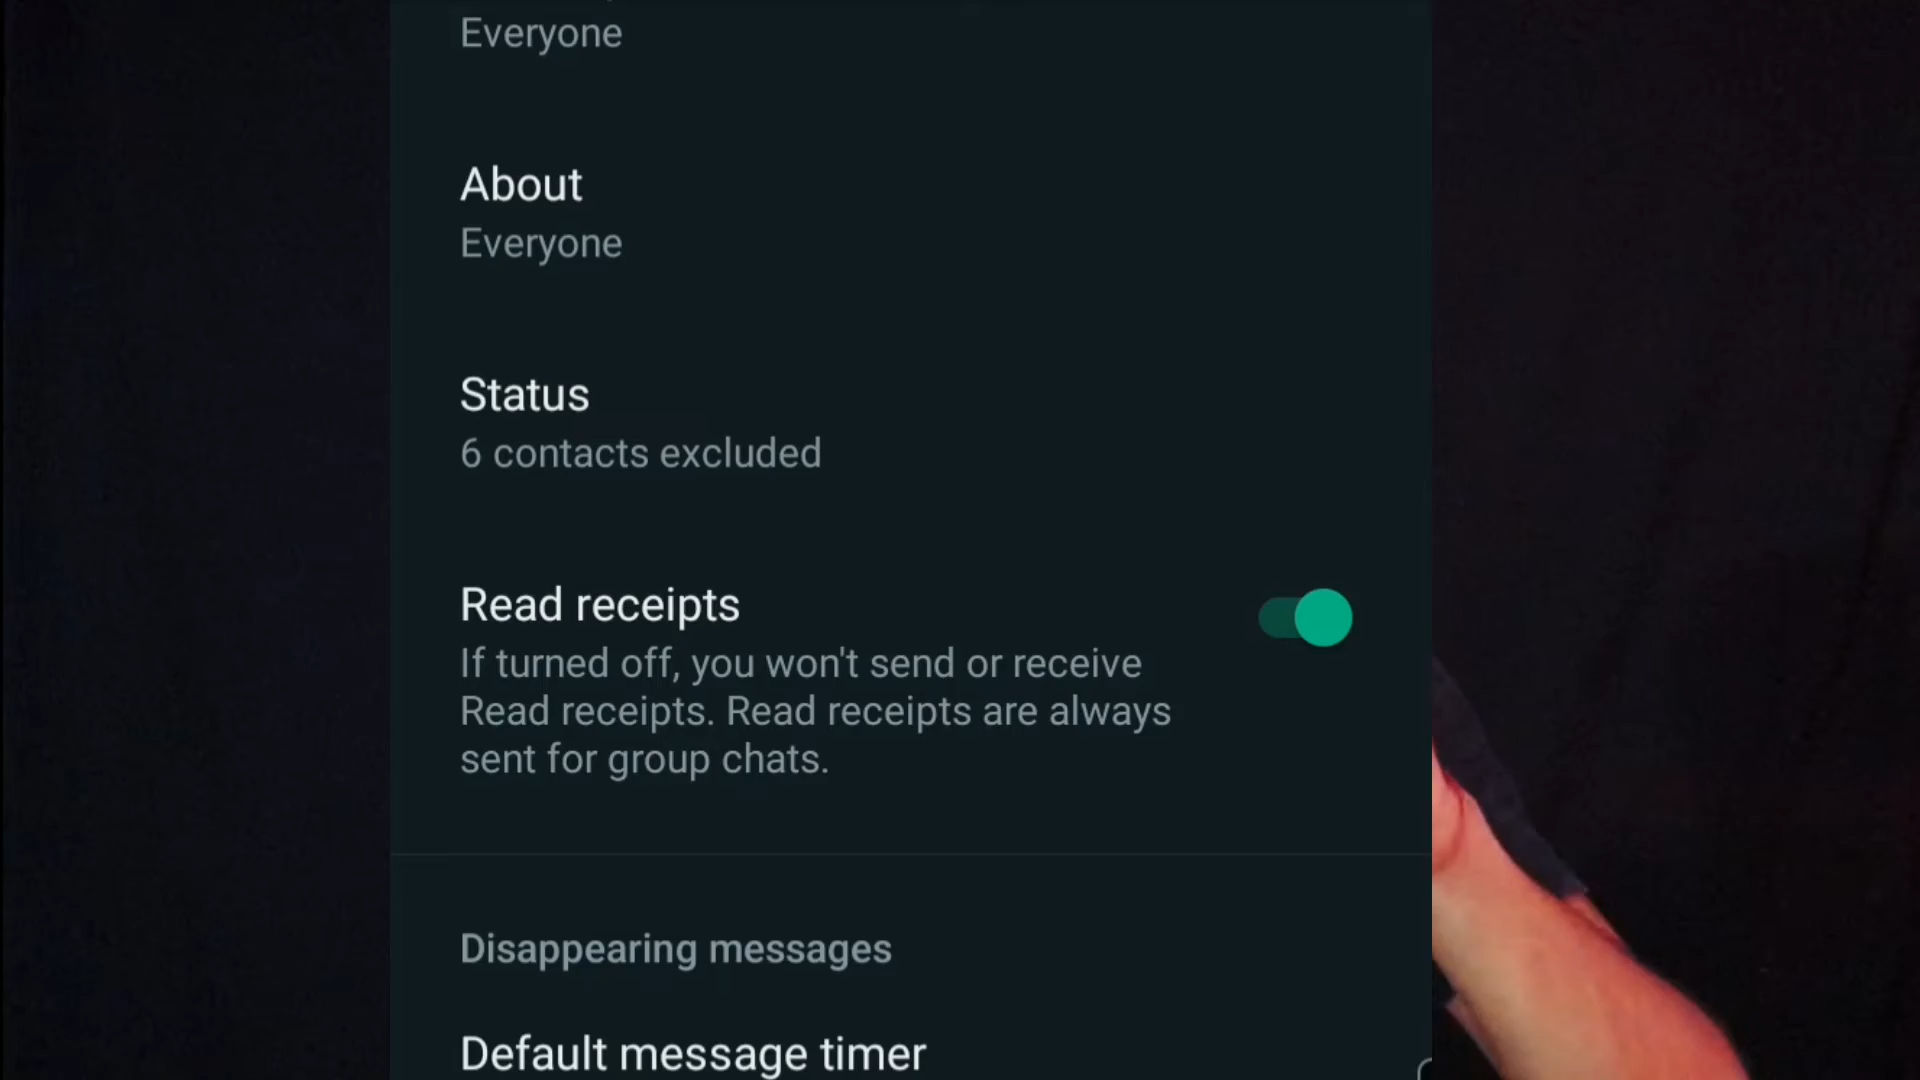 Everyone
About
Everyone
Status
6 contacts excluded
Read receipts
If turned off, you won't send or receive
Read receipts. Read receipts are always
sent for group chats.
Disappearing messages
Default message timer